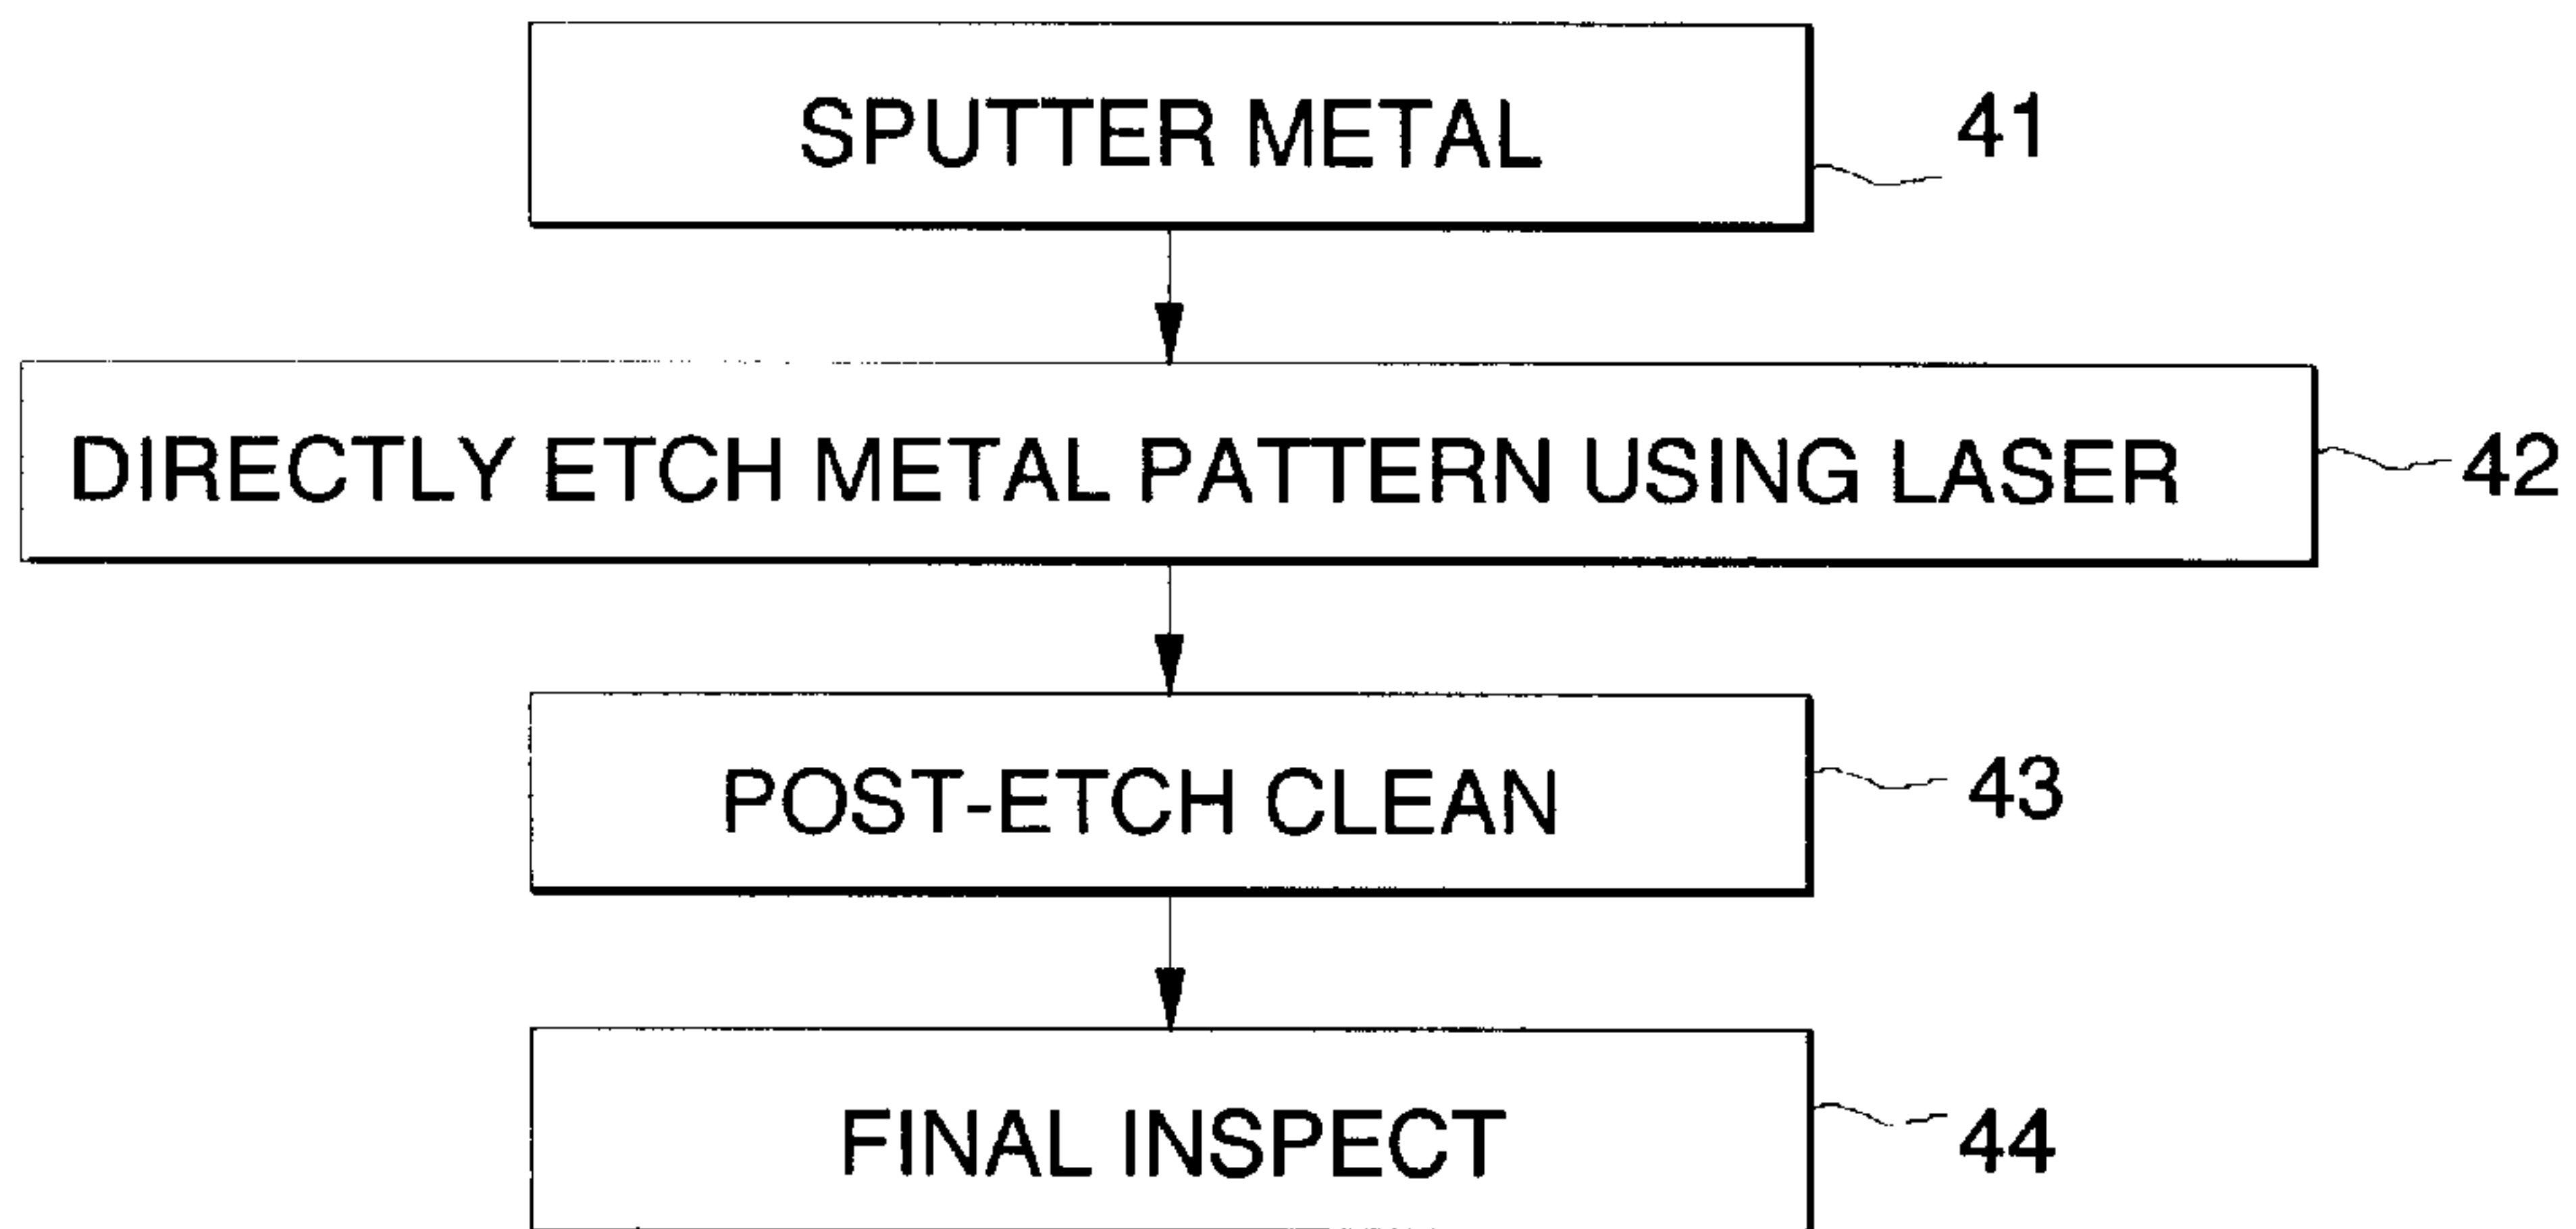 SPUTTER METAL
41
DIRECTLY ETCH METAL PATTERN USING LASER
42
POST-ETCH CLEAN
43
FINAL INSPECT
44